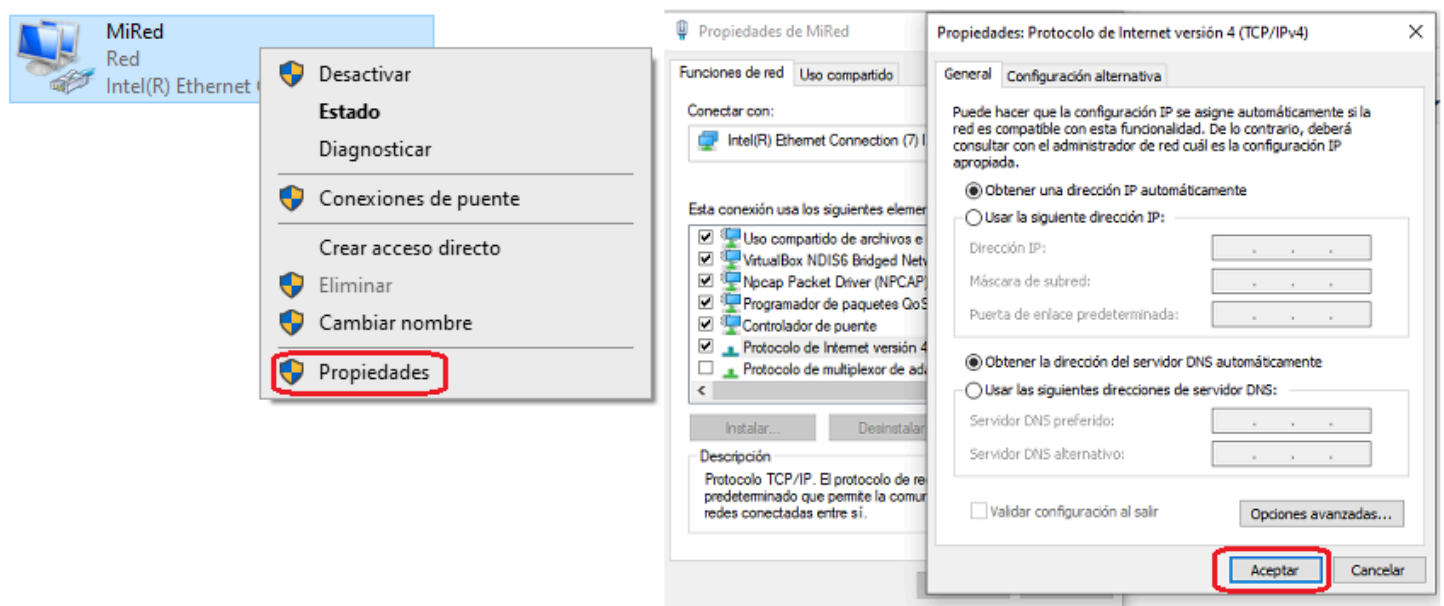 MiRed
Red
Intel(R) Ethernet
Desactivar
Estado
Diagnosticar
Conexiones de puente
Crear acceso directo
Eliminar
Cambiar nombre
Propiedades
Propiedades de MiRed
Funciones de red
Uso compartido
Conectar con:
Intel(R) Ethernet Connection (7) I
Esta conexión usa los siguientes elemen
Uso compartido de archivos e
VirtualBox NDIS6 Bridged Netw
Npcap Packet Driver (NPCAP)
Programador de paquetes QoS
Controlador de puente
Protocolo de Internet versión 4
Protocolo de multiplexor de ada
Instalar...
Desinstalar
Descripción
Protocolo TCP/IP. El protocolo de re
predeterminado que permite la comun
redes conectadas entre sí.
Propiedades: Protocolo de Internet versión 4 (TCP/IPv4)
General
Configuración alternativa
Puede hacer que la configuración IP se asigne automáticamente si la
red es compatible con esta funcionalidad. De lo contrario, deberá
consultar con el administrador de red cuál es la configuración IP
apropiada.
Obtener una dirección IP automáticamente
Usar la siguiente dirección IP:
Dirección IP:
Máscara de subred:
Puerta de enlace predeterminada:
Obtener la dirección del servidor DNS automáticamente
Usar las siguientes direcciones de servidor DNS:
Servidor DNS preferido:
Servidor DNS alternativo:
Validar configuración al salir
Opciones avanzadas...
Aceptar
Cancelar